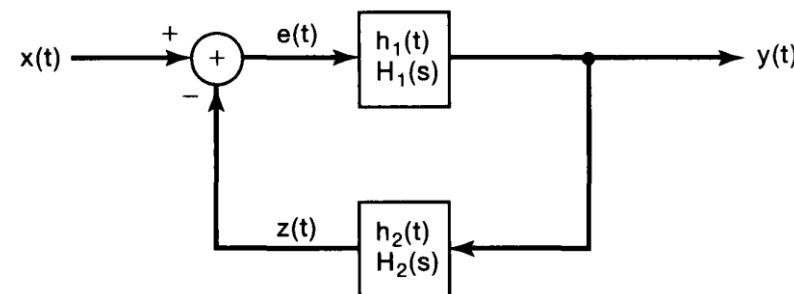 +
x(t)
+
e(t)
h₁(t)
H₁(s)
y(t)
−
z(t)
h₂(t)
H₂(s)